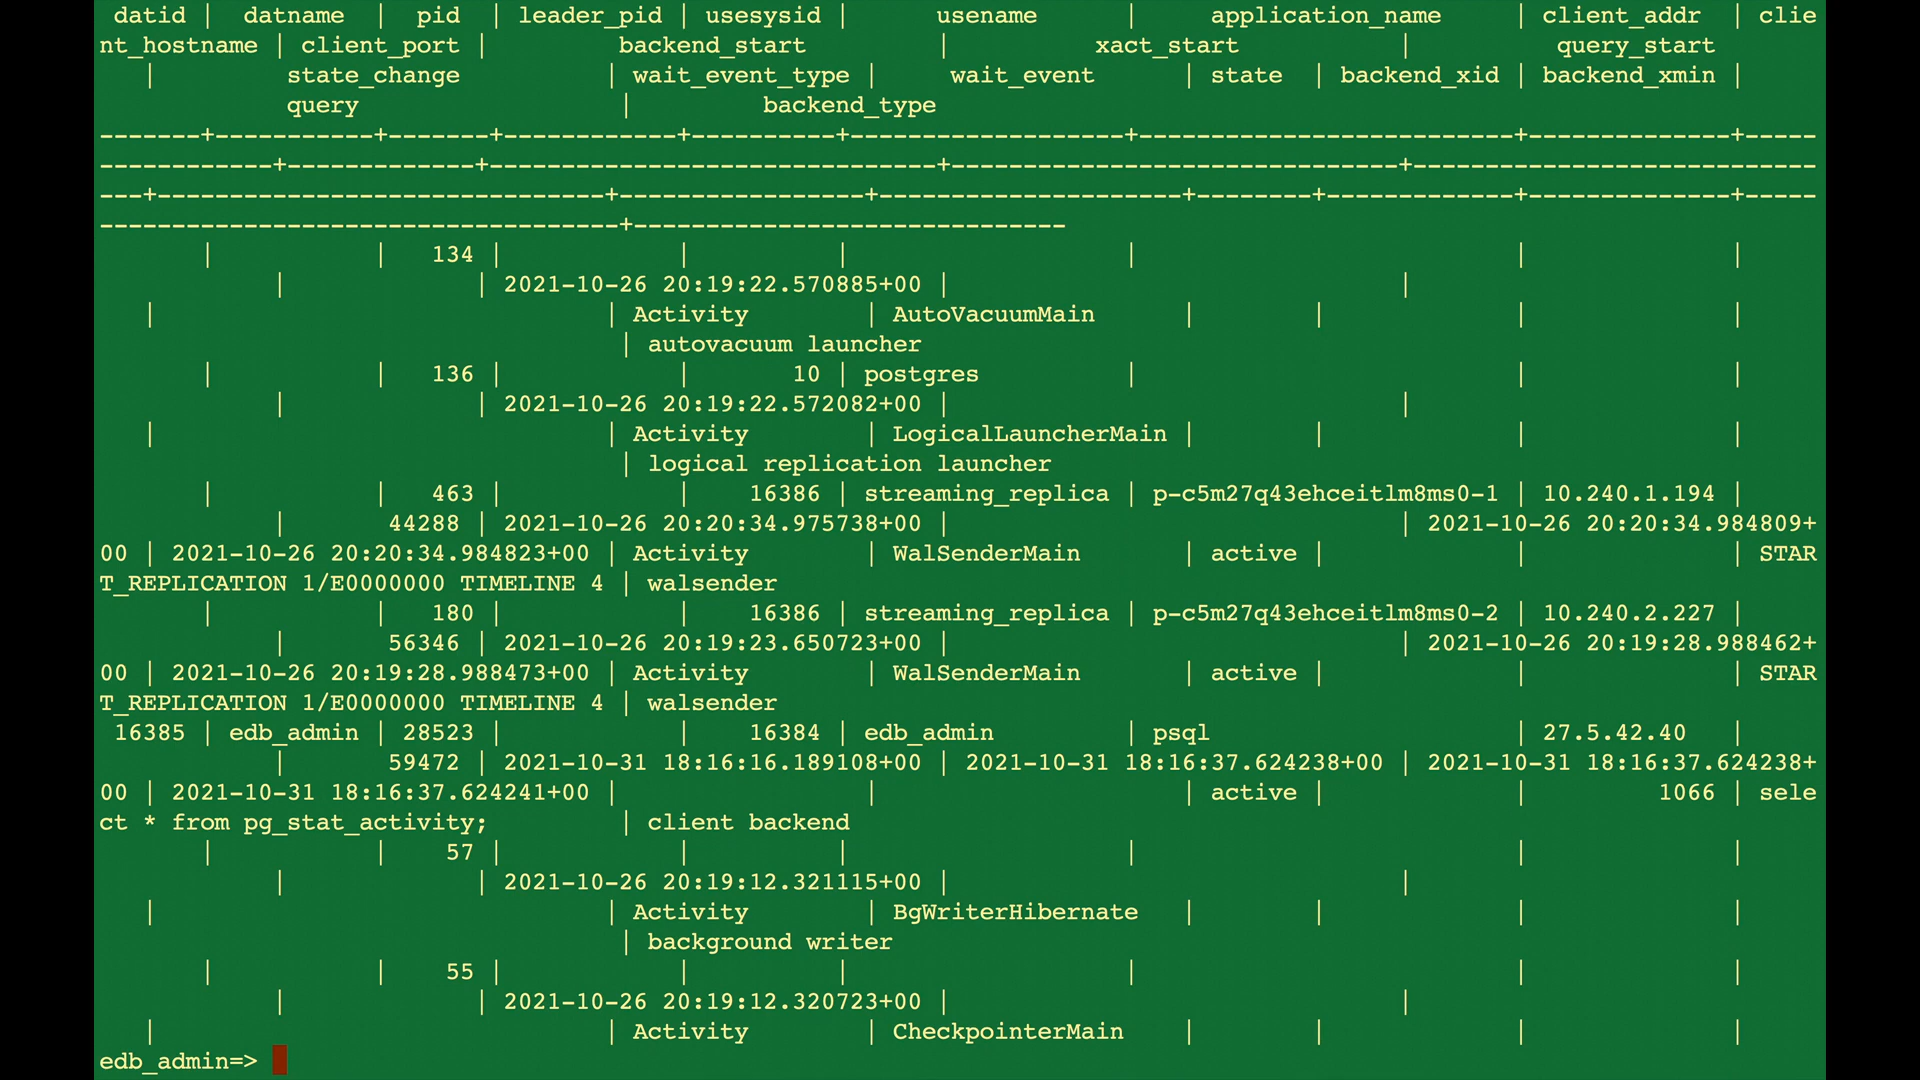 datid |  datname  |  pid  | leader_pid | usesysid |      usename      |     application_name     | client_addr  | clie
nt_hostname | client_port |         backend_start         |          xact_start           |          query_start
   |         state_change          | wait_event_type |     wait_event      | state  | backend_xid | backend_xmin |
             query                  |         backend_type
-------+-----------+-------+------------+----------+-------------------+--------------------------+--------------+-----
------------+-------------+-------------------------------+-------------------------------+----------------------------
---+-------------------------------+-----------------+---------------------+--------+-------------+--------------+-----
------------------------------------+------------------------------
       |           |   134 |            |          |                   |                          |              |
            |             | 2021-10-26 20:19:22.570885+00 |                               |
   |                               | Activity        | AutoVacuumMain      |        |             |              |
                                    | autovacuum launcher
       |           |   136 |            |       10 | postgres          |                          |              |
            |             | 2021-10-26 20:19:22.572082+00 |                               |
   |                               | Activity        | LogicalLauncherMain |        |             |              |
                                    | logical replication launcher
       |           |   463 |            |    16386 | streaming_replica | p-c5m27q43ehceitlm8ms0-1 | 10.240.1.194 |
            |       44288 | 2021-10-26 20:20:34.975738+00 |                               | 2021-10-26 20:20:34.984809+
00 | 2021-10-26 20:20:34.984823+00 | Activity        | WalSenderMain       | active |             |              | STAR
T_REPLICATION 1/E0000000 TIMELINE 4 | walsender
       |           |   180 |            |    16386 | streaming_replica | p-c5m27q43ehceitlm8ms0-2 | 10.240.2.227 |
            |       56346 | 2021-10-26 20:19:23.650723+00 |                               | 2021-10-26 20:19:28.988462+
00 | 2021-10-26 20:19:28.988473+00 | Activity        | WalSenderMain       | active |             |              | STAR
T_REPLICATION 1/E0000000 TIMELINE 4 | walsender
 16385 | edb_admin | 28523 |            |    16384 | edb_admin         | psql                     | 27.5.42.40   |
            |       59472 | 2021-10-31 18:16:16.189108+00 | 2021-10-31 18:16:37.624238+00 | 2021-10-31 18:16:37.624238+
00 | 2021-10-31 18:16:37.624241+00 |                 |                     | active |             |         1066 | sele
ct * from pg_stat_activity;         | client backend
       |           |    57 |            |          |                   |                          |              |
            |             | 2021-10-26 20:19:12.321115+00 |                               |
   |                               | Activity        | BgWriterHibernate   |        |             |              |
                                    | background writer
       |           |    55 |            |          |                   |                          |              |
            |             | 2021-10-26 20:19:12.320723+00 |                               |
   |                               | Activity        | CheckpointerMain    |        |             |              |
edb_admin=>